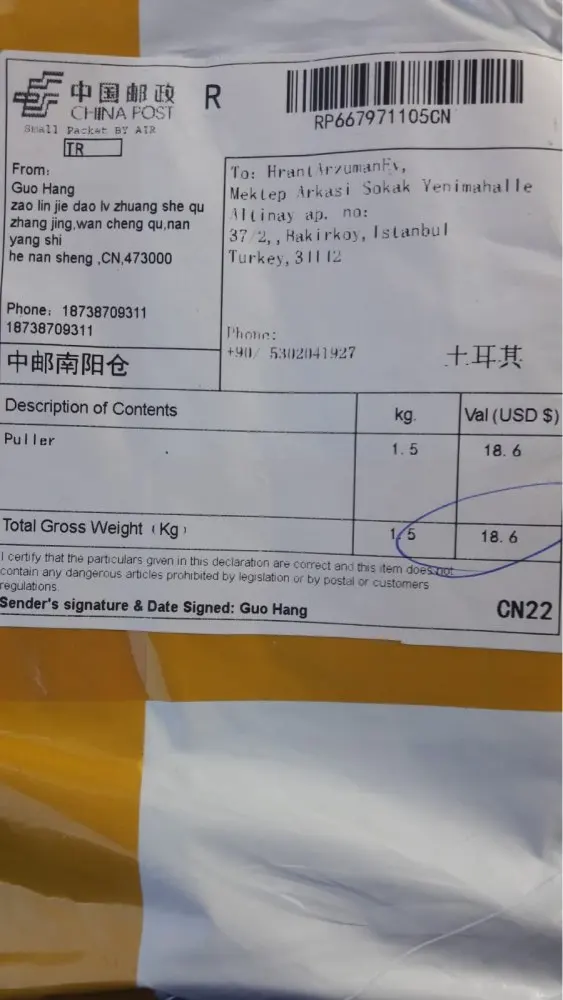 中国邮政
CHINA POST
R
RP667971105CN
Small Packet BY AIR
TR
From:
Guo Hang
zao lin jie dao lv zhuang she qu
zhang jing,wan cheng qu,nan
yang shi
he nan sheng ,CN,473000
Phone: 18738709311
18738709311
中邮南阳仓
To: Hrant
Mektep Arkasi Sokak Yenimahalle
Altinay ap. no:
37/2,, Bakirkoy, Istanbul
Turkey, 31112
Phone:
+90/ 5302041927
土耳其
Description of Contents kg. Val (USD $)
Puller 1.5 18.6
Total Gross Weight (Kg) 1.5 18.6
I certify that the particulars given in this declaration are correct and this item does not
contain any dangerous articles prohibited by legislation or by postal or customers
regulations.
Sender's signature & Date Signed: Guo Hang
CN22